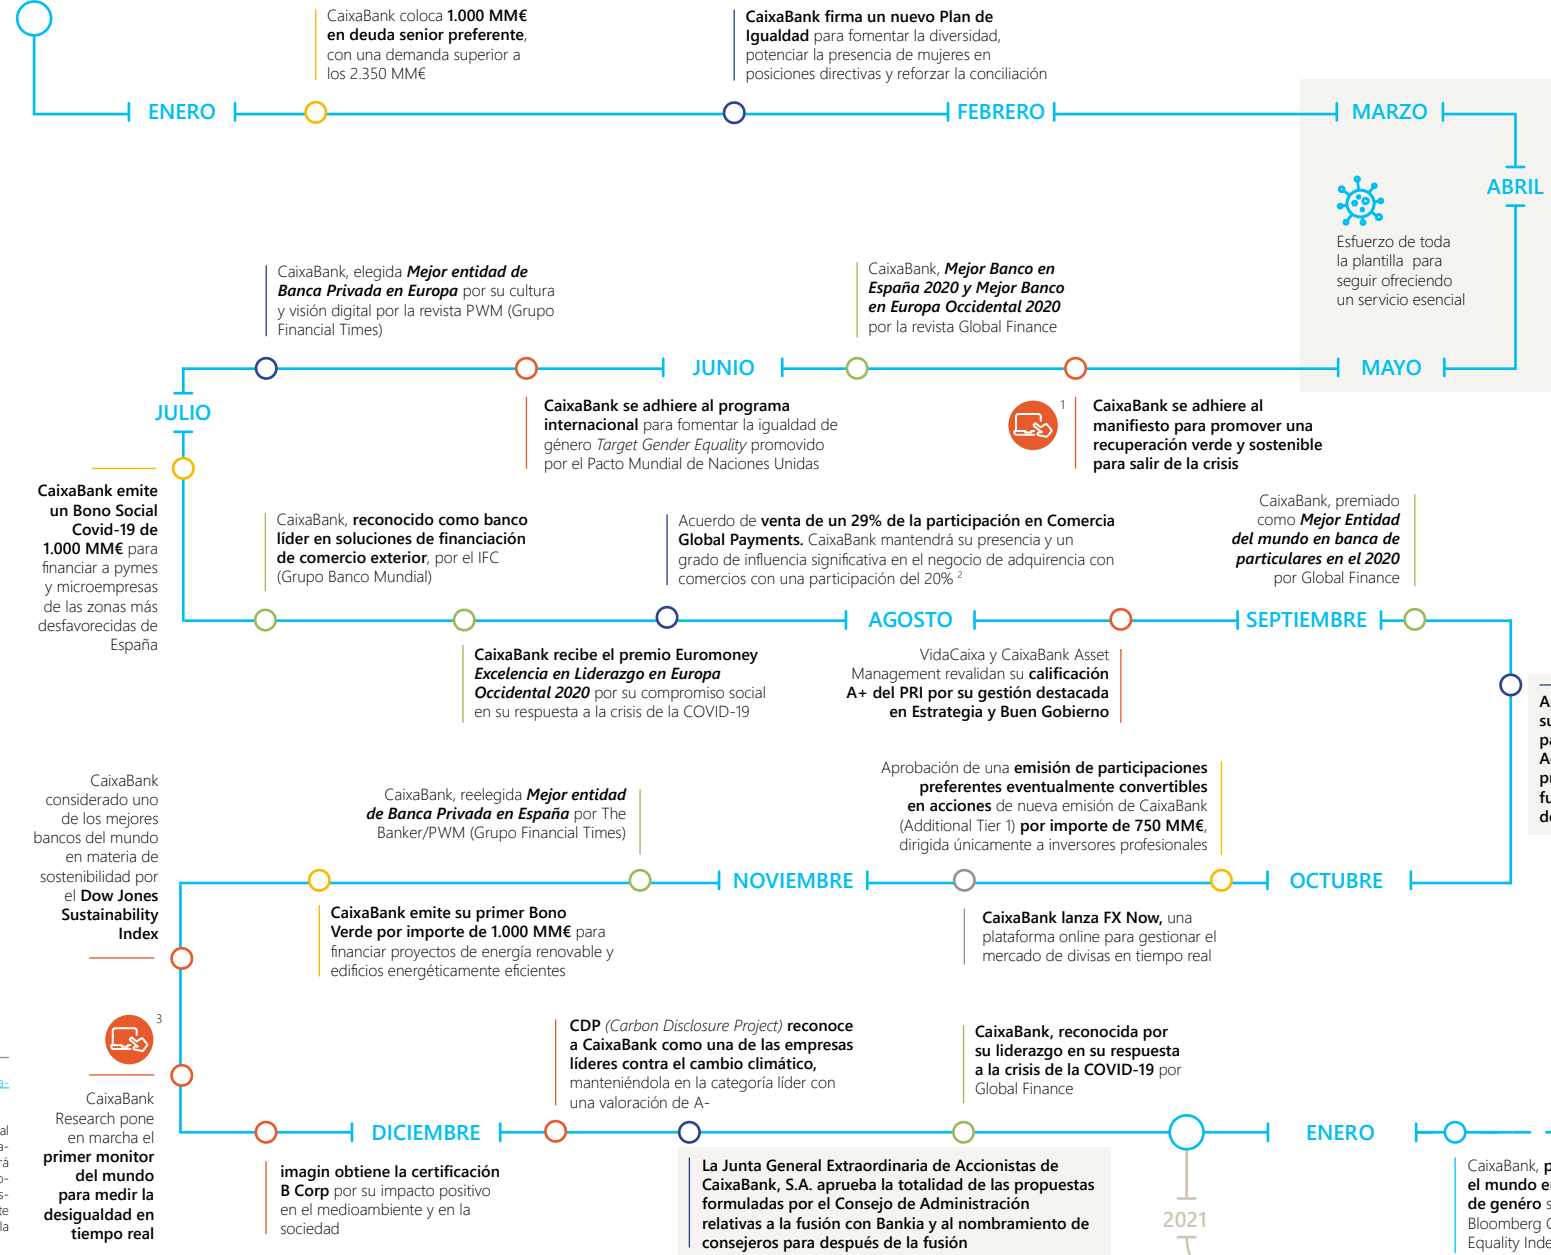 CaixaBank coloca 1.000 MM€
en deuda senior preferente,
con una demanda superior a
los 2.350 MM€
CaixaBank firma un nuevo Plan de
Igualdad para fomentar la diversidad,
potenciar la presencia de mujeres en
posiciones directivas y reforzar la conciliación
ENERO
FEBRERO
MARZO
ABRIL
Esfuerzo de toda
la plantilla para
seguir ofreciendo
un servicio esencial
CaixaBank, elegida Mejor entidad de
Banca Privada en Europa por su cultura
y visión digital por la revista PWM (Grupo
Financial Times)
CaixaBank, Mejor Banco en
España 2020 y Mejor Banco
en Europa Occidental 2020
por la revista Global Finance
JUNIO
MAYO
JULIO
CaixaBank se adhiere al programa
internacional para fomentar la igualdad de
género Target Gender Equality promovido
por el Pacto Mundial de Naciones Unidas
1
CaixaBank se adhiere al
manifiesto para promover una
recuperación verde y sostenible
para salir de la crisis
CaixaBank emite
un Bono Social
Covid-19 de
1.000 MM€ para
financiar a pymes
y microempresas
de las zonas más
desfavorecidas de
España
CaixaBank, reconocido como banco
líder en soluciones de financiación
de comercio exterior, por el IFC
(Grupo Banco Mundial)
Acuerdo de venta de un 29% de la participación en Comercia
Global Payments. CaixaBank mantendrá su presencia y un
grado de influencia significativa en el negocio de adquirencia con
comercios con una participación del 20% 2
CaixaBank, premiado
como Mejor Entidad
del mundo en banca de
particulares en el 2020
por Global Finance
AGOSTO
SEPTIEMBRE
CaixaBank recibe el premio Euromoney
Excelencia en Liderazgo en Europa
Occidental 2020 por su compromiso social
en su respuesta a la crisis de la COVID-19
VidaCaixa y CaixaBank Asset
Management revalidan su calificación
A+ del PRI por su gestión destacada
en Estrategia y Buen Gobierno
CaixaBank
considerado uno
de los mejores
bancos del mundo
en materia de
sostenibilidad por
el Dow Jones
Sustainability
Index
CaixaBank, reelegida Mejor entidad
de Banca Privada en España por The
Banker/PWM (Grupo Financial Times)
Aprobación de una emisión de participaciones
preferentes eventualmente convertibles
en acciones de nueva emisión de CaixaBank
(Additional Tier 1) por importe de 750 MM€,
dirigida únicamente a inversores profesionales
NOVIEMBRE
OCTUBRE
CaixaBank emite su primer Bono
Verde por importe de 1.000 MM€ para
financiar proyectos de energía renovable y
edificios energéticamente eficientes
CaixaBank lanza FX Now, una
plataforma online para gestionar el
mercado de divisas en tiempo real
3
CaixaBank
Research pone
en marcha el
primer monitor
del mundo
para medir la
desigualdad en
tiempo real
CDP (Carbon Disclosure Project) reconoce
a CaixaBank como una de las empresas
líderes contra el cambio climático,
manteniéndola en la categoría líder con
una valoración de A-
CaixaBank, reconocida por
su liderazgo en su respuesta
a la crisis de la COVID-19 por
Global Finance
DICIEMBRE
ENERO
imagin obtiene la certificación
B Corp por su impacto positivo
en el medioambiente y en la
sociedad
La Junta General Extraordinaria de Accionistas de
CaixaBank, S.A. aprueba la totalidad de las propuestas
formuladas por el Consejo de Administración
relativas a la fusión con Bankia y al nombramiento de
consejeros para después de la fusión
2021
CaixaBank,
el mundo
de genéro
Bloomberg
Equality